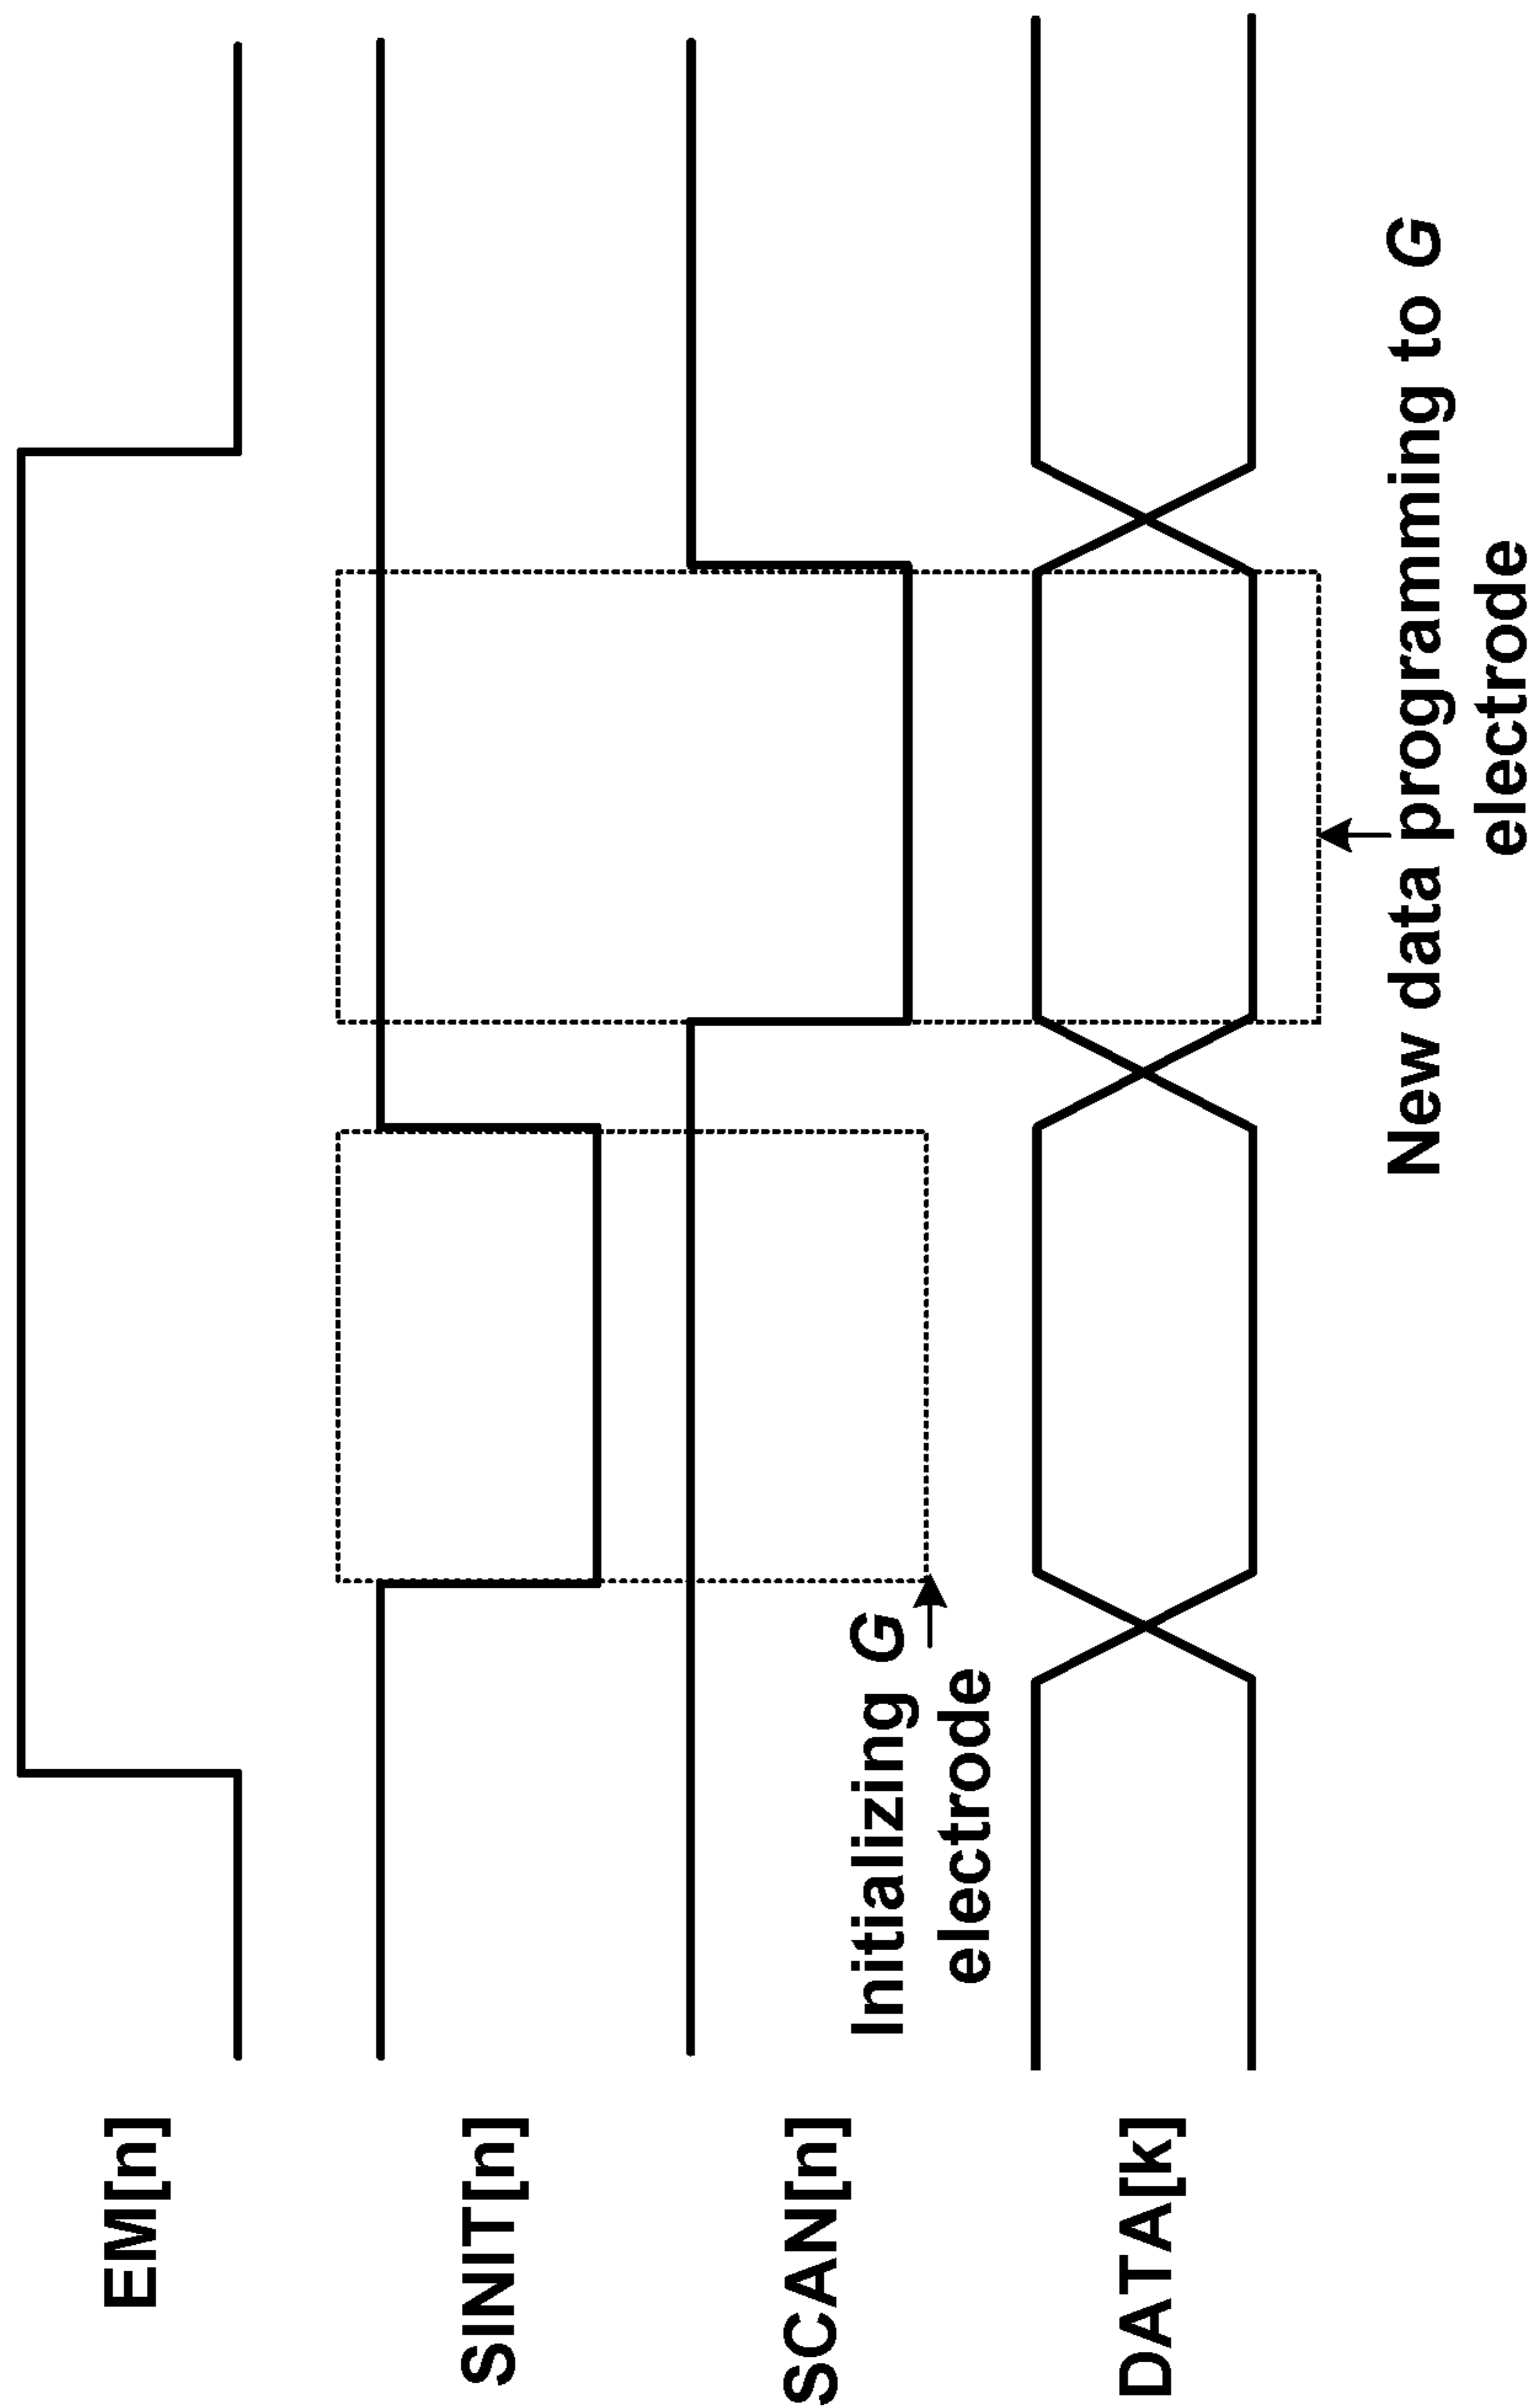 EM[n]
SINIT[n]
SCAN[n]
Initializing G
electrode
DATA[k]
New data programming to G
electrode